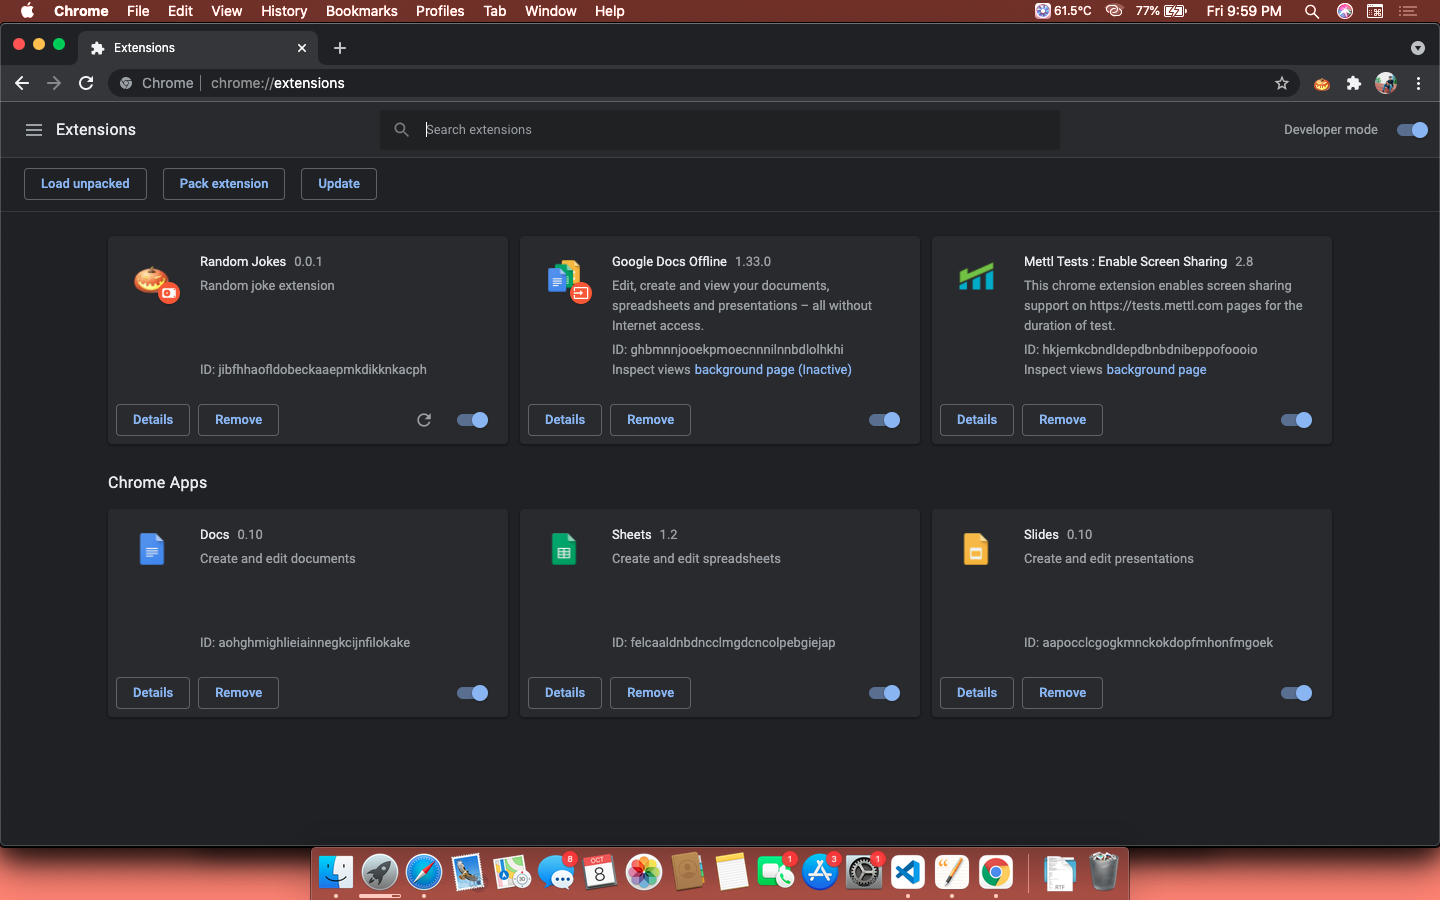 Chrome File Edit View History Bookmarks Profiles Tab Window Help 61.5°C 77% Fri 9:59 PM
Extensions
Chrome chrome://extensions
Extensions Search extensions Developer mode
Load unpacked Pack extension Update
Random Jokes 0.0.1
Random joke extension
ID: jibfhhaofldobeckaaepmkdikknkacph
Details Remove
Google Docs Offline 1.33.0
Edit, create and view your documents,
spreadsheets and presentations – all without
Internet access.
ID: ghbmnnjooekpmoecnnnilnnbdlolhkhi
Inspect views background page (Inactive)
Details Remove
Mettl Tests : Enable Screen Sharing 2.8
This chrome extension enables screen sharing
support on https://tests.mettl.com pages for the
duration of test.
ID: hkjemkcbndldepdbnbdnibeppofoooio
Inspect views background page
Details Remove
Chrome Apps
Docs 0.10
Create and edit documents
ID: aohghmighlieiainnegkcijnfilokake
Details Remove
Sheets 1.2
Create and edit spreadsheets
ID: felcaaldnbdncclmgdcncolpebgiejap
Details Remove
Slides 0.10
Create and edit presentations
ID: aapocclcgogkmnckokdopfmhonfmgoek
Details Remove
8
OCT
8
1
3
1
RTF